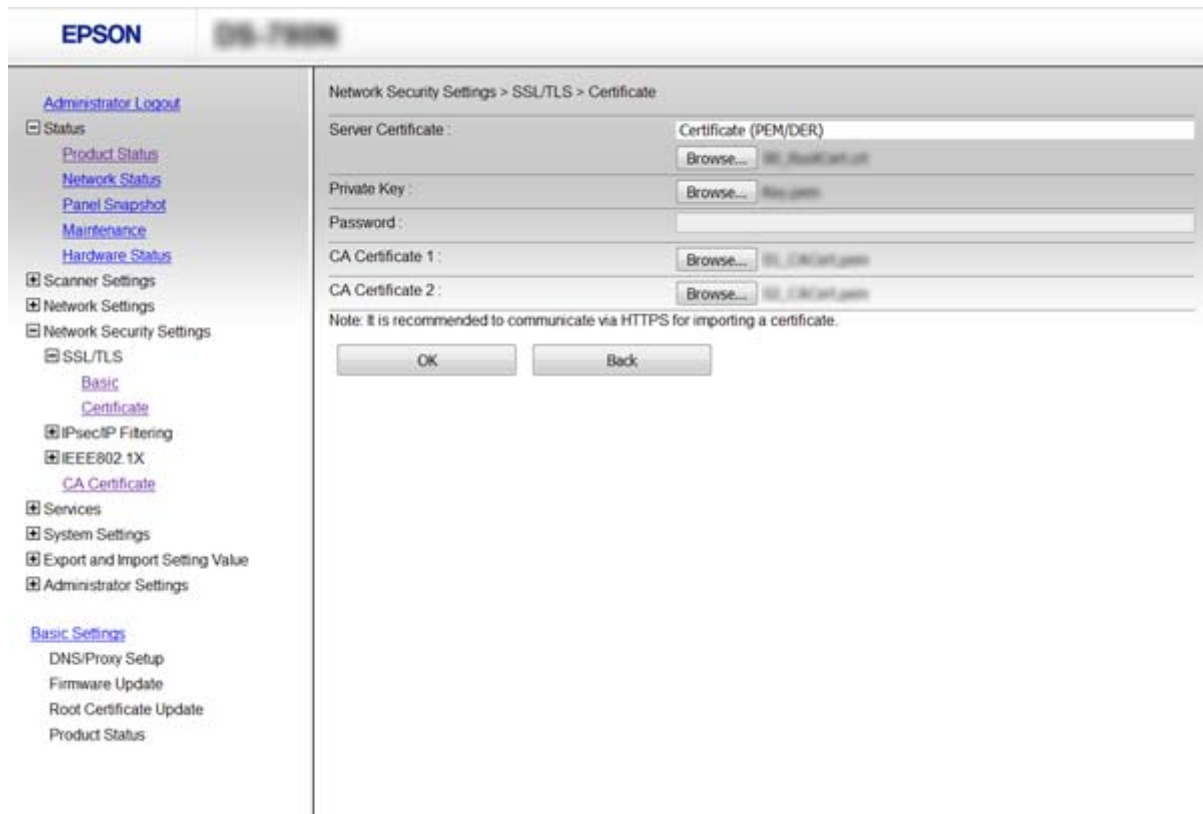 EPSON
Administrator Logout
Status
Product Status
Network Status
Panel Snapshot
Maintenance
Hardware Status
Scanner Settings
Network Settings
Network Security Settings
SSL/TLS
Basic
Certificate
IPsec/IP Filtering
IEEE802.1X
CA Certificate
Services
System Settings
Export and Import Setting Value
Administrator Settings
Basic Settings
DNS/Proxy Setup
Firmware Update
Root Certificate Update
Product Status
Network Security Settings > SSL/TLS > Certificate
Server Certificate : Certificate (PEM/DER)
Browse...
Private Key : Browse...
Password :
CA Certificate 1 : Browse...
CA Certificate 2 : Browse...
Note: It is recommended to communicate via HTTPS for importing a certificate.
OK Back